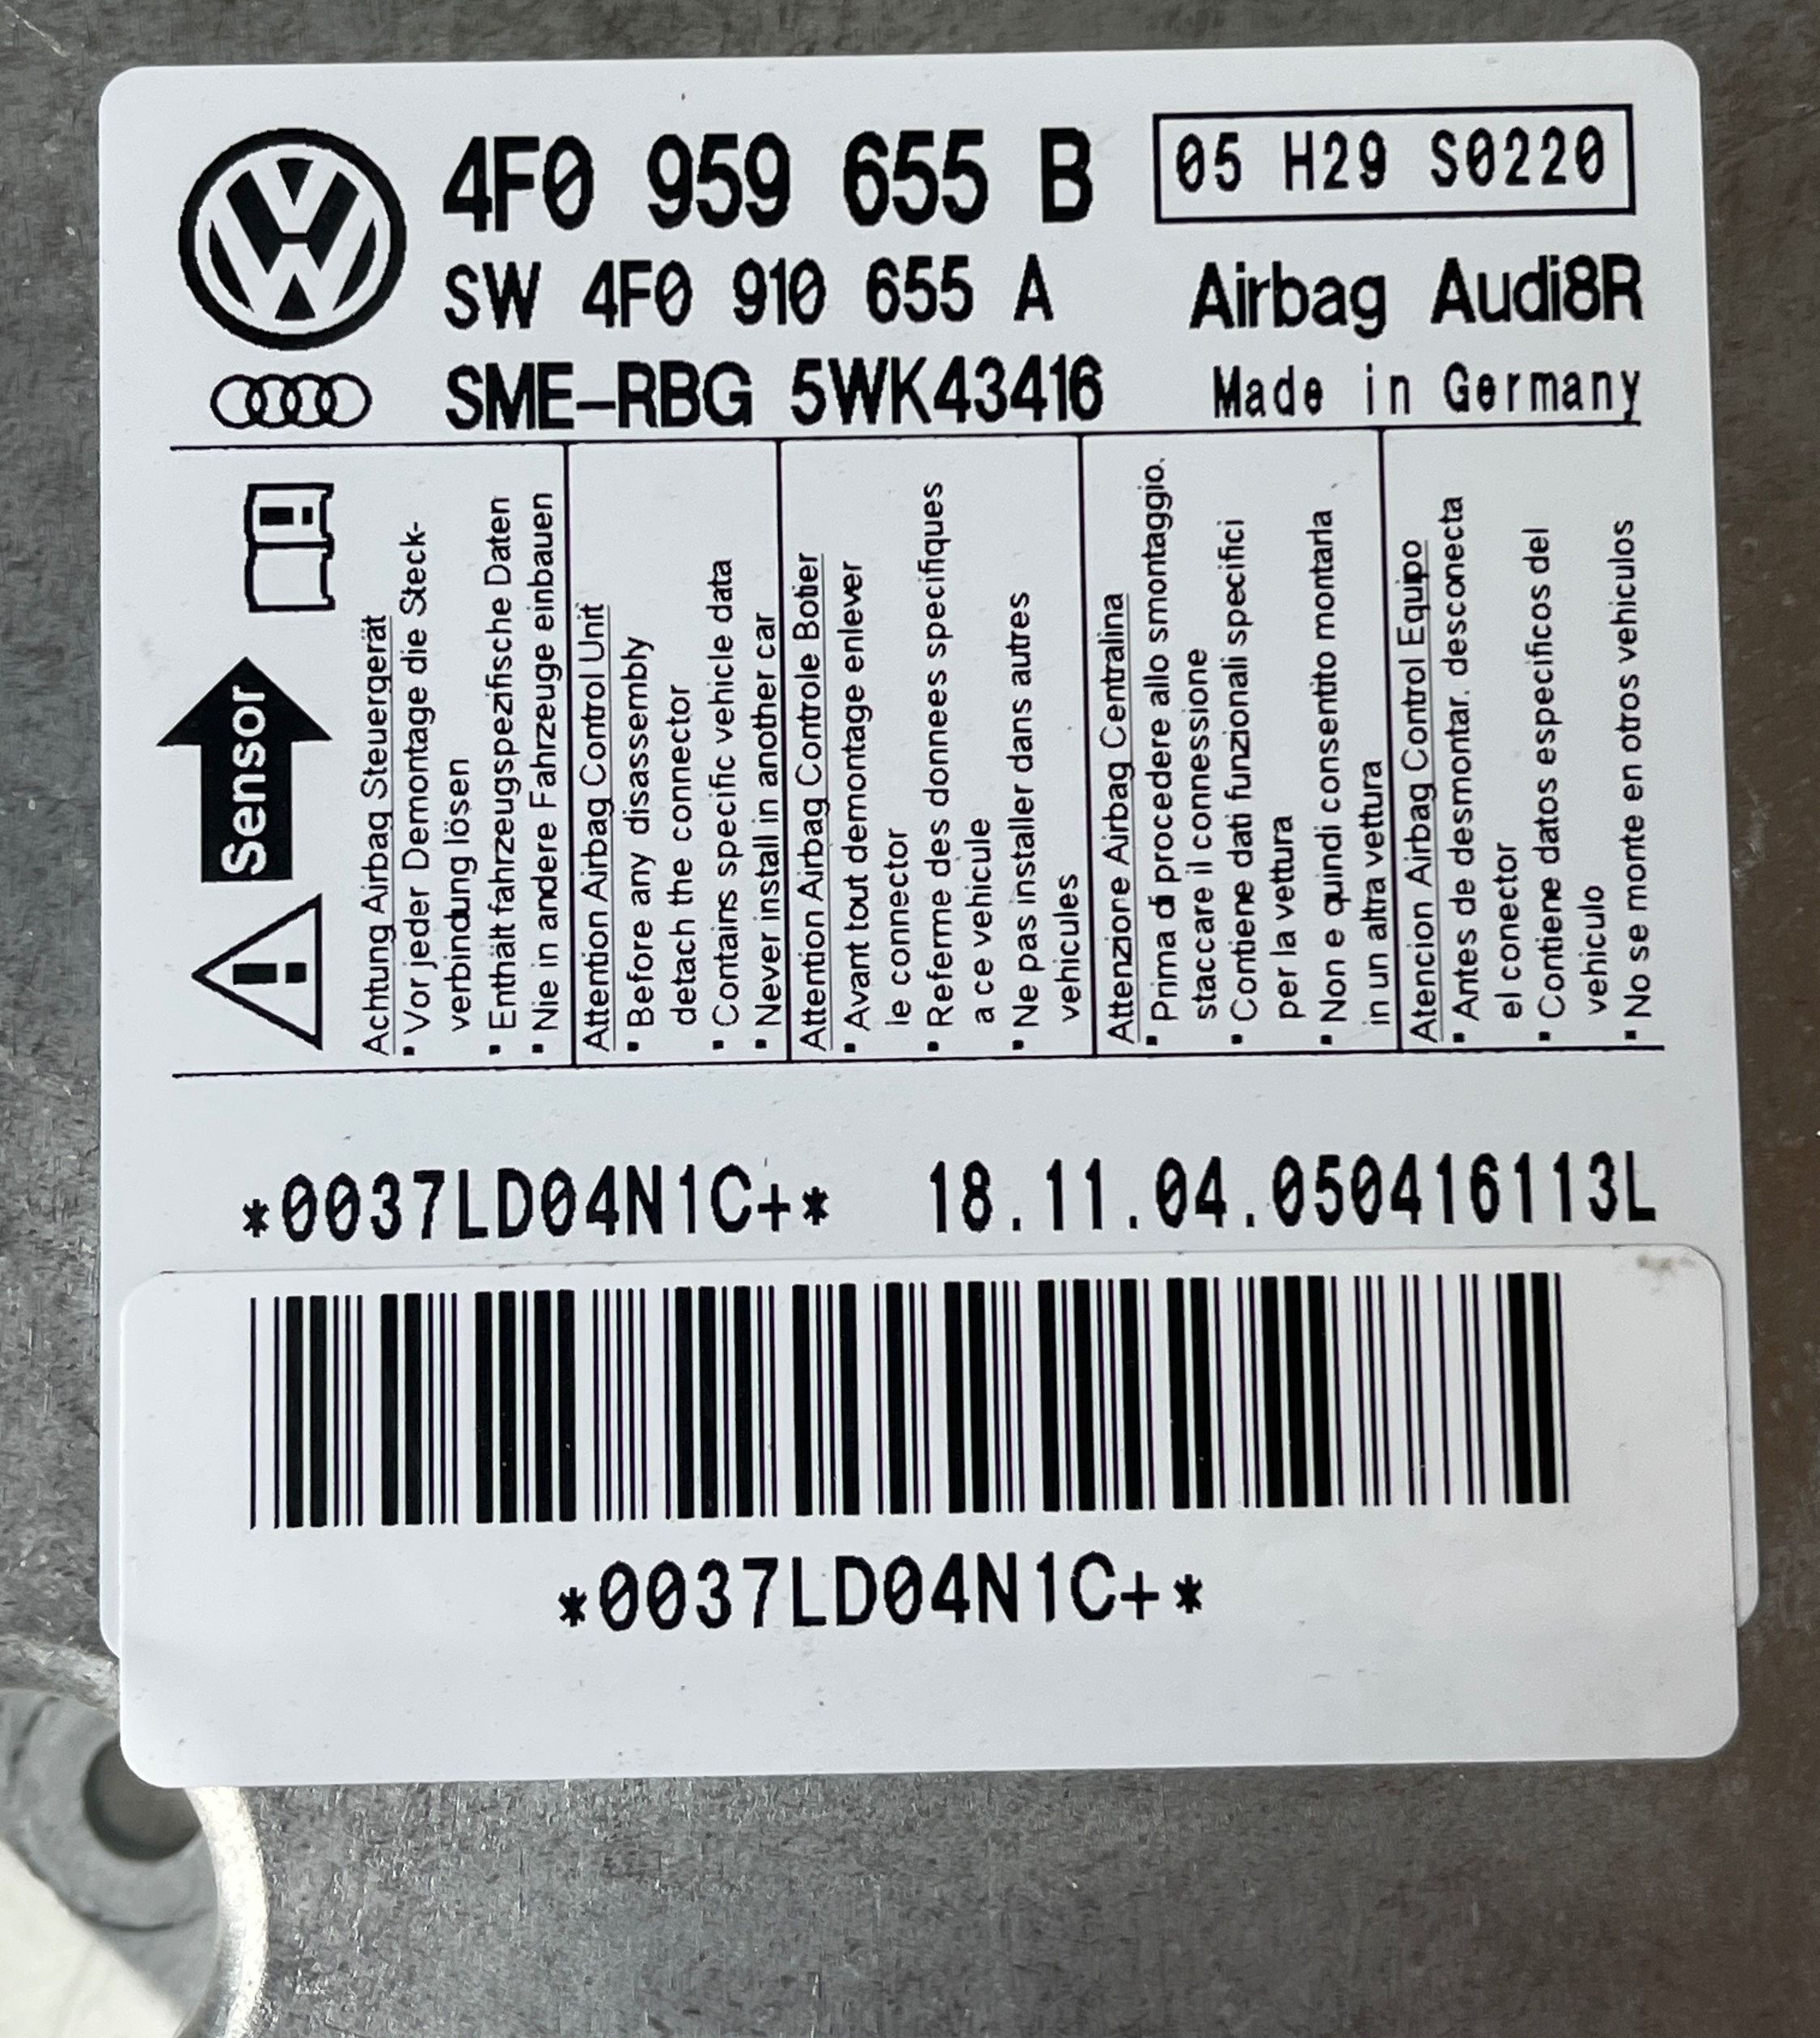 4F0 959 655 B
05 H29 S0220
SW 4F0 910 655 A
Airbag Audi8R
SME-RBG 5WK43416
Made in Germany
Sensor
Achtung Airbag Steuergerät
▪ Vor jeder Demontage die Steck-
verbindung lösen
▪ Enthält fahrzeugspezifische Daten
▪ Nie in andere Fahrzeuge einbauen
Attention Airbag Control Unit
▪ Before any disassembly
detach the connector
▪ Contains specific vehicle data
▪ Never install in another car
Attention Airbag Controle Botier
▪ Avant tout demontage enlever
le connector
▪ Referme des donnees specifiques
a ce vehicule
▪ Ne pas installer dans autres
vehicules
Attenzione Airbag Centralina
▪ Prima di procedere allo smontaggio.
staccare il connessione
▪ Contiene dati funzionali specifici
per la vettura
▪ Non e quindi consentito montarla
in un altra vettura
Atencion Airbag Control Equipo
▪ Antes de desmontar. desconecta
el conector
▪ Contiene datos especificos del
vehiculo
▪ No se monte en otros vehiculos
*0037LD04N1C+* 18.11.04.050416113L
*0037LD04N1C+*